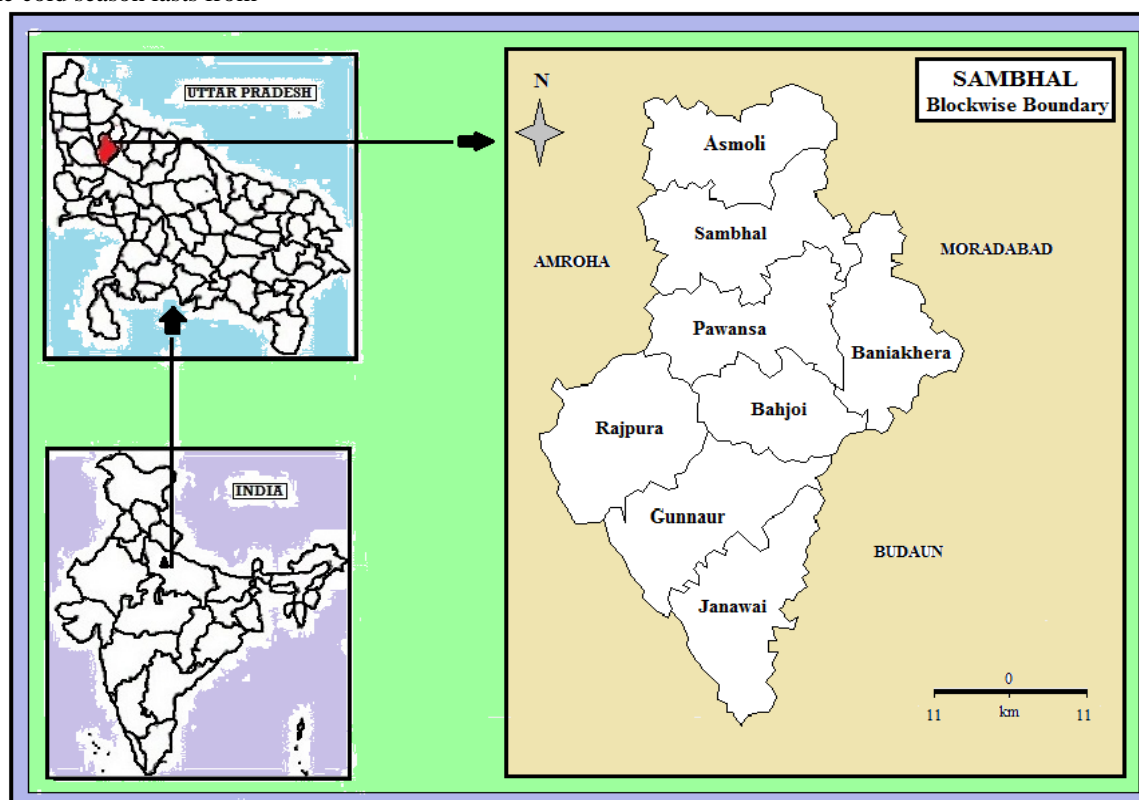 UTTAR PRADESH
INDIA
SAMBHAL
Blockwise Boundary
N
Asmoli
Sambhal
AMROHA
MORADABAD
Pawansa
Baniakhera
Bahjoi
Rajpura
Gunnaur
BUDAUN
Janawai
0
11 km 11